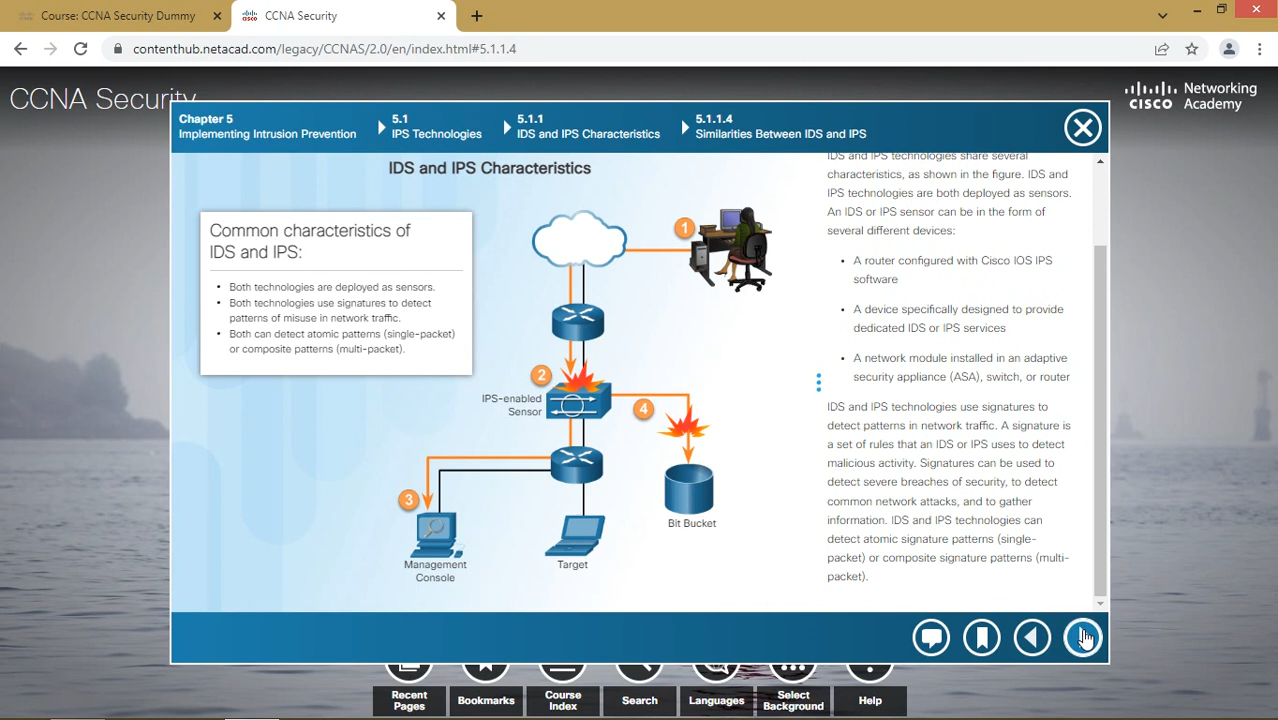 Course: CCNA Security Dummy
CCNA Security
contenthub.netacad.com/legacy/CCNAS/2.0/en/index.html#5.1.1.4
CCNA Security
Networking
Academy
CISCO
Chapter 5
Implementing Intrusion Prevention
5.1
IPS Technologies
5.1.1
IDS and IPS Characteristics
5.1.1.4
Similarities Between IDS and IPS
IDS and IPS Characteristics
Common characteristics of
IDS and IPS:
• Both technologies are deployed as sensors.
• Both technologies use signatures to detect
patterns of misuse in network traffic.
• Both can detect atomic patterns (single-packet)
or composite patterns (multi-packet).
1
2
IPS-enabled
Sensor
4
3
Bit Bucket
Management
Console
Target
IDS and IPS technologies share several
characteristics, as shown in the figure. IDS and
IPS technologies are both deployed as sensors.
An IDS or IPS sensor can be in the form of
several different devices:
• A router configured with Cisco IOS IPS
software
• A device specifically designed to provide
dedicated IDS or IPS services
• A network module installed in an adaptive
security appliance (ASA), switch, or router
IDS and IPS technologies use signatures to
detect patterns in network traffic. A signature is
a set of rules that an IDS or IPS uses to detect
malicious activity. Signatures can be used to
detect severe breaches of security, to detect
common network attacks, and to gather
information. IDS and IPS technologies can
detect atomic signature patterns (single-
packet) or composite signature patterns (multi-
packet).
Recent
Pages
Bookmarks
Course
Index
Search
Languages
Select
Background
Help